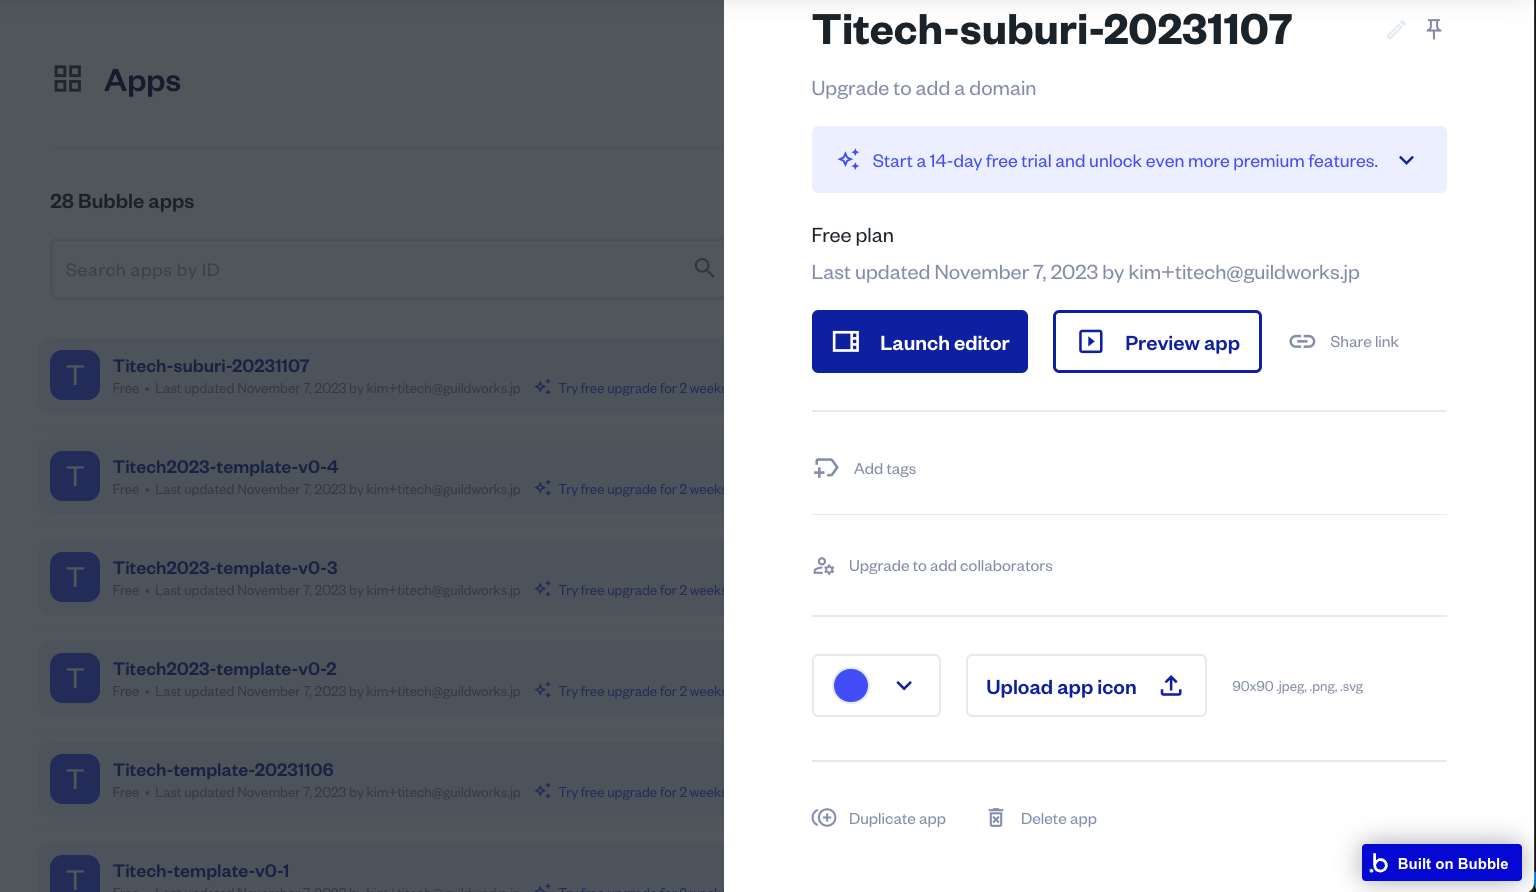 Apps
28 Bubble apps
Search apps by ID
T
Titech-suburi-20231107
Free • Last updated November 7, 2023 by kim+titech@guildworks.jp Try free upgrade for 2 weeks
T
Titech2023-template-v0-4
Free • Last updated November 7, 2023 by kim+titech@guildworks.jp Try free upgrade for 2 weeks
T
Titech2023-template-v0-3
Free • Last updated November 7, 2023 by kim+titech@guildworks.jp Try free upgrade for 2 weeks
T
Titech2023-template-v0-2
Free • Last updated November 7, 2023 by kim+titech@guildworks.jp Try free upgrade for 2 weeks
T
Titech-template-20231106
Free • Last updated November 7, 2023 by kim+titech@guildworks.jp Try free upgrade for 2 weeks
T
Titech-template-v0-1
Titech-suburi-20231107
Upgrade to add a domain
Start a 14-day free trial and unlock even more premium features.
Free plan
Last updated November 7, 2023 by kim+titech@guildworks.jp
Launch editor
Preview app
Share link
Add tags
Upgrade to add collaborators
Upload app icon
90x90 .jpeg, .png, .svg
Duplicate app
Delete app
.b Built on Bubble